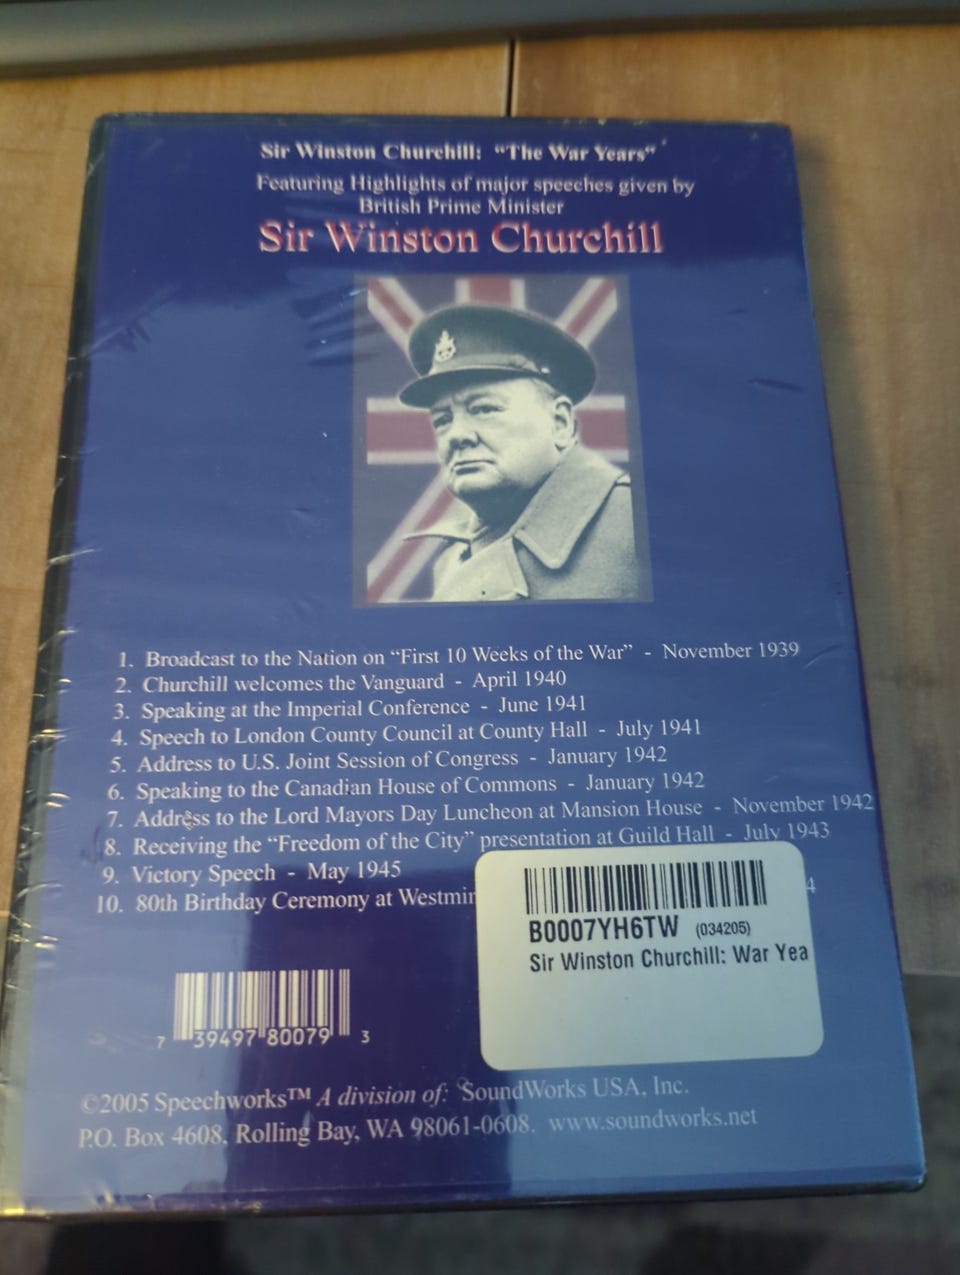 Sir Winston Churchill: "The War Years"
Featuring Highlights of major speeches given by
British Prime Minister
Sir Winston Churchill
1. Broadcast to the Nation on "First 10 Weeks of the War" - November 1939
2. Churchill welcomes the Vanguard - April 1940
3. Speaking at the Imperial Conference - June 1941
4. Speech to London County Council at County Hall - July 1941
5. Address to U.S. Joint Session of Congress - January 1942
6. Speaking to the Canadian House of Commons - January 1942
7. Address to the Lord Mayors Day Luncheon at Mansion House - November 1942
8. Receiving the "Freedom of the City" presentation at Guild Hall - July 1943
9. Victory Speech - May 1945
10. 80th Birthday Ceremony at Westmin 4
B0007YH6TW (034205)
Sir Winston Churchill: War Yea
7 39497 80079 3
©2005 Speechworks™ A division of: SoundWorks USA, Inc.
P.O. Box 4608, Rolling Bay, WA 98061-0608. www.soundworks.net